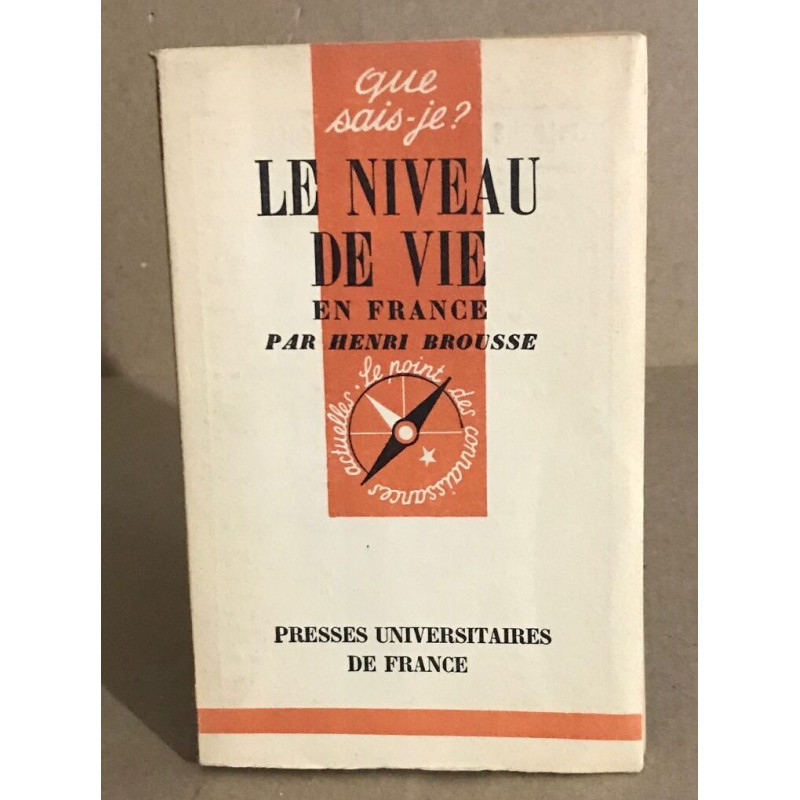 que
sais-je?
LE NIVEAU
DE VIE
EN FRANCE
PAR HENRI BROUSSE
Le point des connaissances actuelles.
PRESSES UNIVERSITAIRES
DE FRANCE